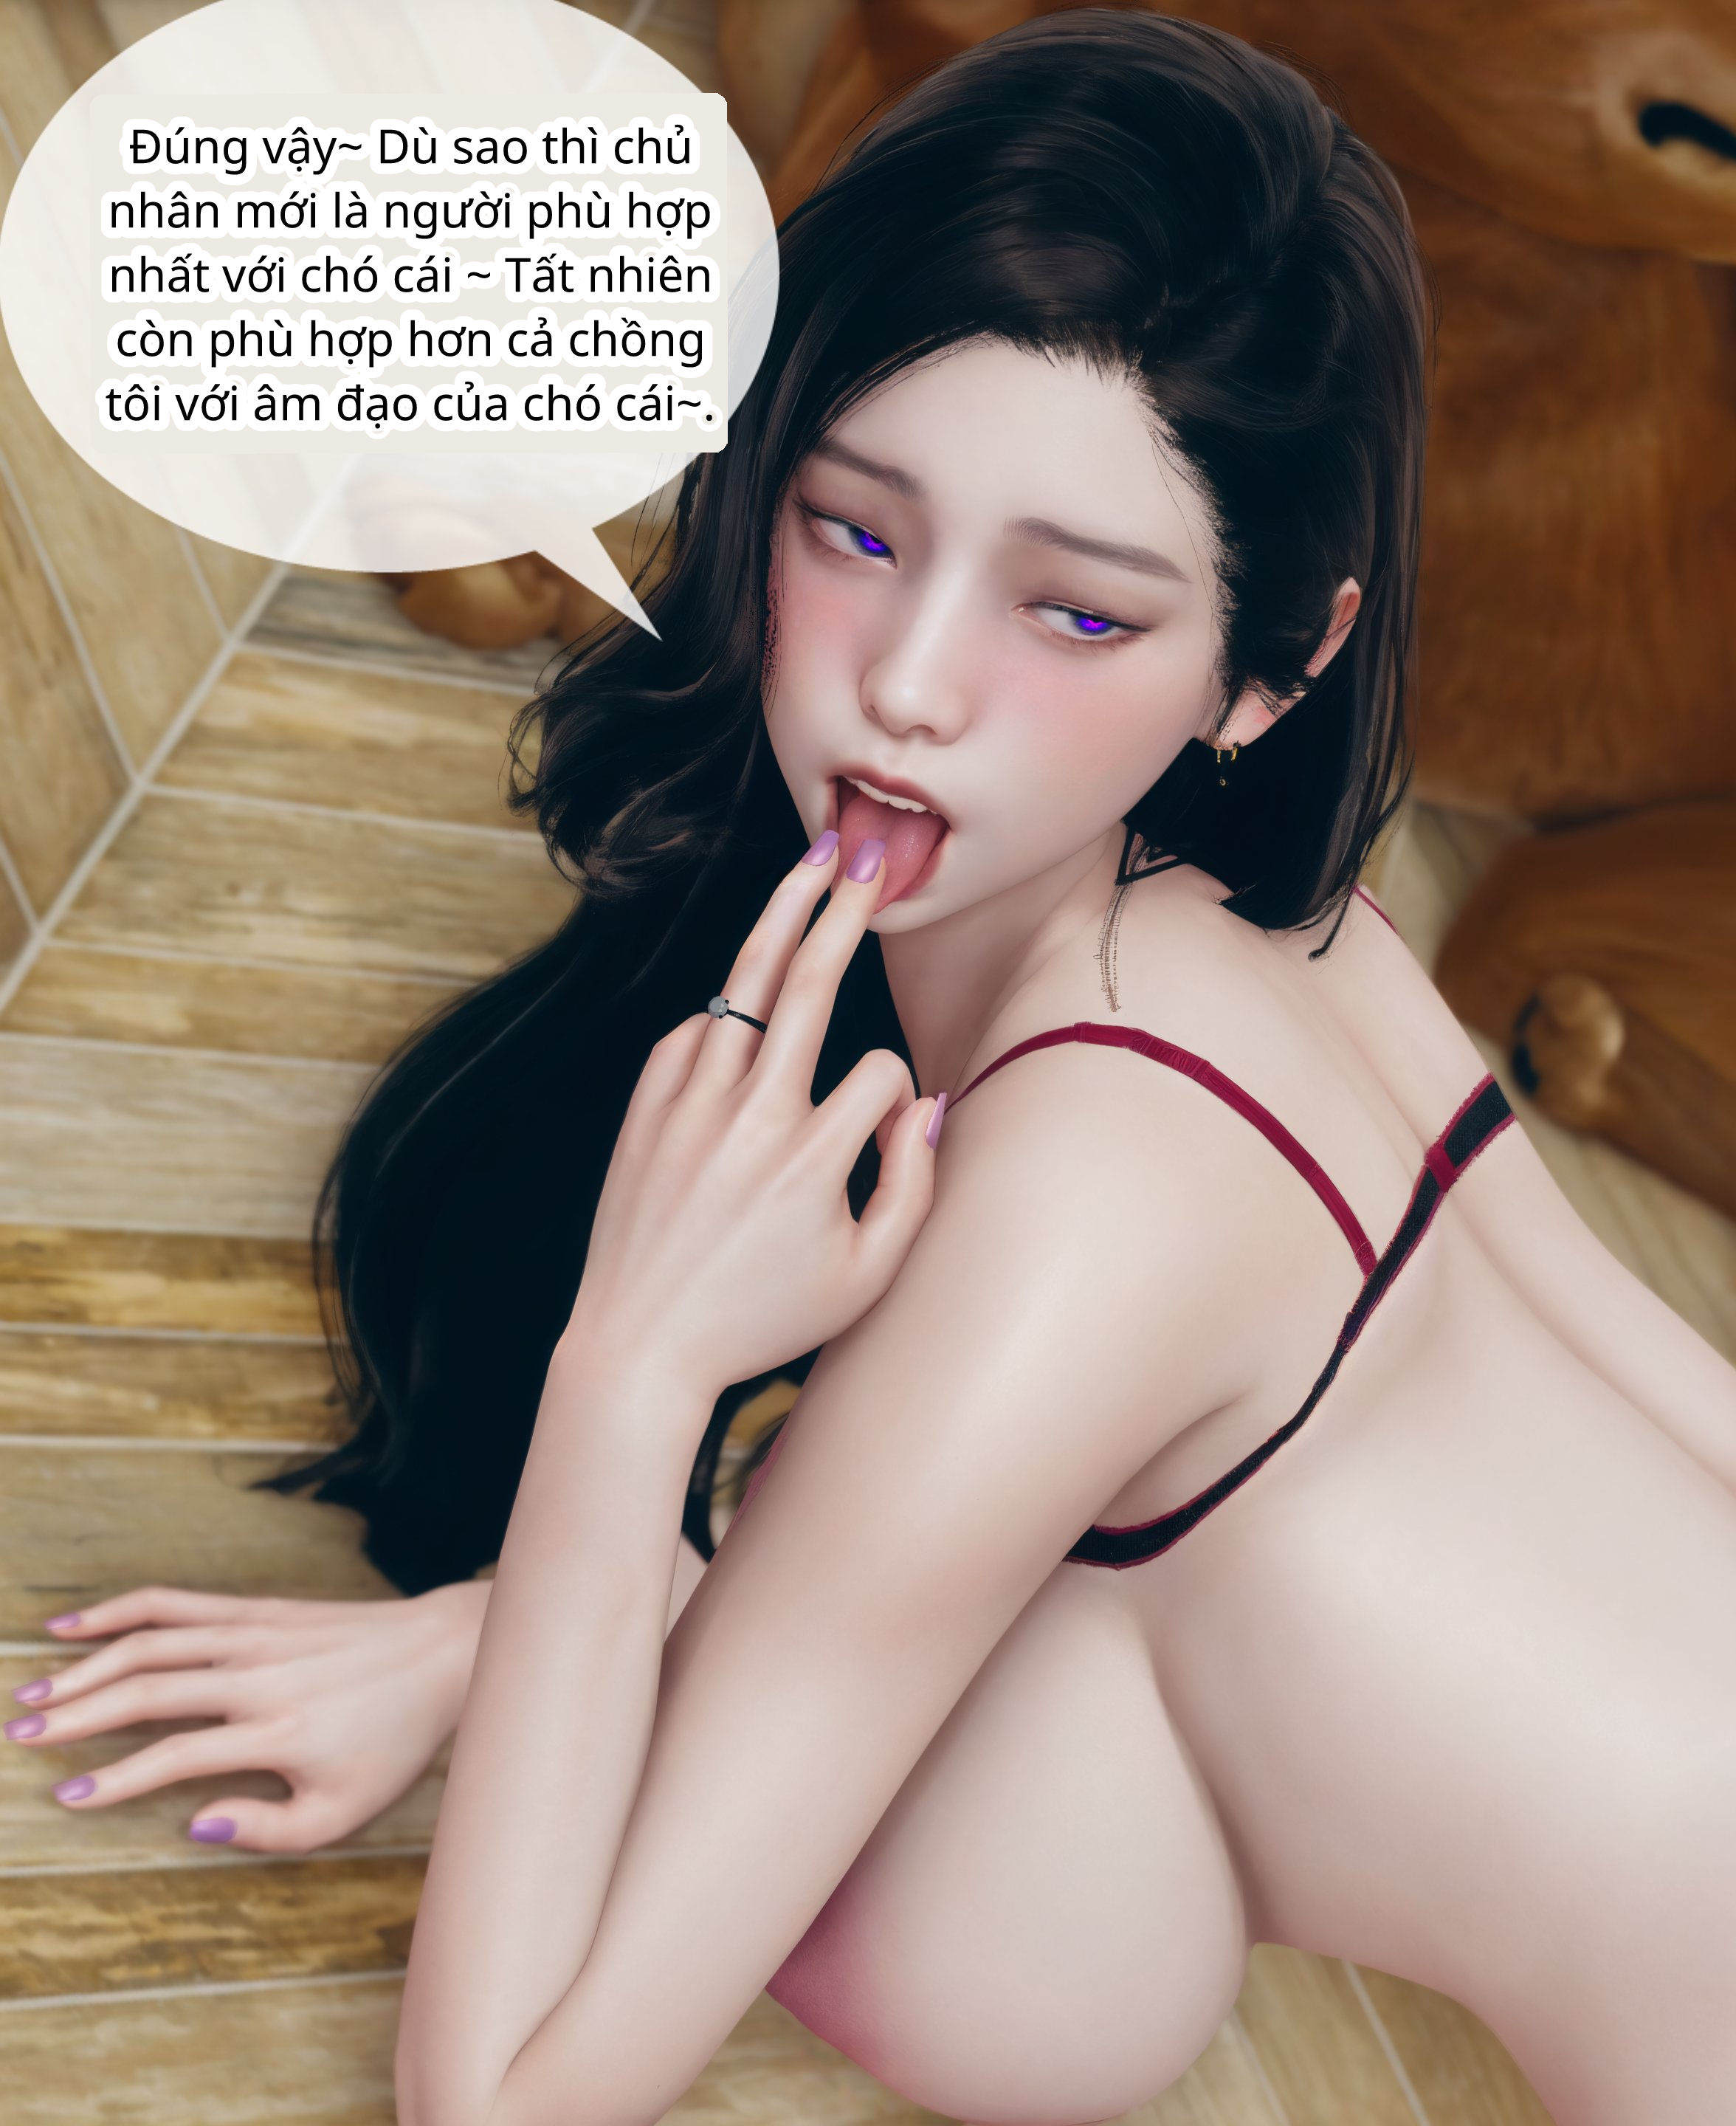 Đúng vậy~ Dù sao thì chủ
nhân mới là người phù hợp
nhất với chó cái ~ Tất nhiên
còn phù hợp hơn cả chồng
tôi với âm đạo của chó cái~.